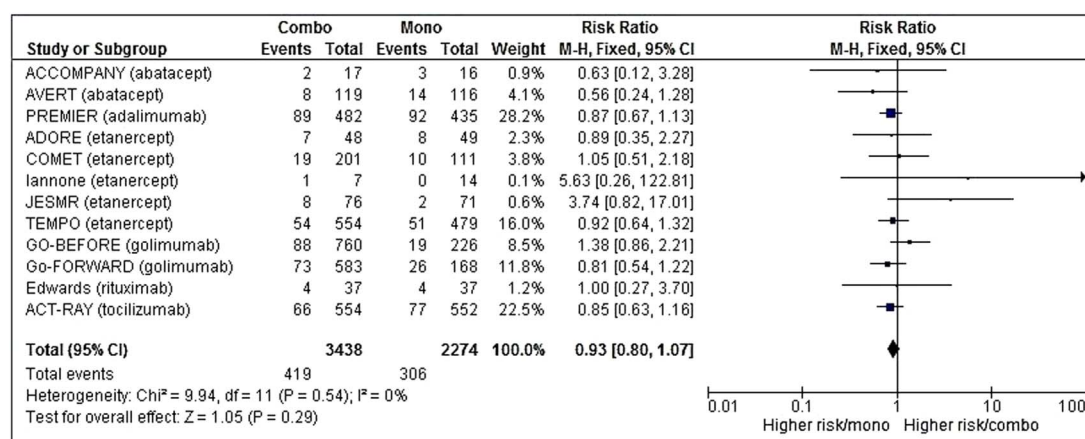 Combo Mono Risk Ratio Risk Ratio
Study or Subgroup Events Total Events Total Weight M-H, Fixed, 95% CI M-H, Fixed, 95% CI
ACCOMPANY (abatacept) 2 17 3 16 0.9% 0.63 [0.12, 3.28]
AVERT (abatacept) 8 119 14 116 4.1% 0.56 [0.24, 1.28]
PREMIER (adalimumab) 89 482 92 435 28.2% 0.87 [0.67, 1.13]
ADORE (etanercept) 7 48 8 49 2.3% 0.89 [0.35, 2.27]
COMET (etanercept) 19 201 10 111 3.8% 1.05 [0.51, 2.18]
Iannone (etanercept) 1 7 0 14 0.1% 5.63 [0.26, 122.81]
JESMR (etanercept) 8 76 2 71 0.6% 3.74 [0.82, 17.01]
TEMPO (etanercept) 54 554 51 479 16.0% 0.92 [0.64, 1.32]
GO-BEFORE (golimumab) 88 760 19 226 8.5% 1.38 [0.86, 2.21]
Go-FORWARD (golimumab) 73 583 26 168 11.8% 0.81 [0.54, 1.22]
Edwards (rituximab) 4 37 4 37 1.2% 1.00 [0.27, 3.70]
ACT-RAY (tocilizumab) 66 554 77 552 22.5% 0.85 [0.63, 1.16]
Total (95% CI) 3438 2274 100.0% 0.93 [0.80, 1.07]
Total events 419 306
Heterogeneity: Chi² = 9.94, df = 11 (P = 0.54); I² = 0%
Test for overall effect: Z = 1.05 (P = 0.29)
0.01 0.1 1 10 100
Higher risk/mono Higher risk/combo